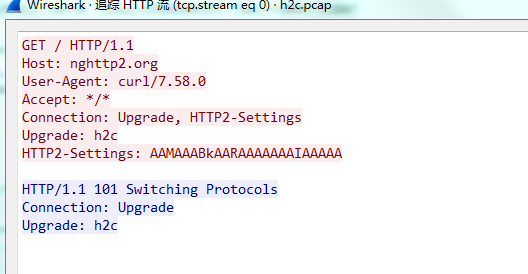 Wireshark · 追踪 HTTP 流 (tcp.stream eq 0) · h2c.pcap
GET / HTTP/1.1
Host: nghttp2.org
User-Agent: curl/7.58.0
Accept: */*
Connection: Upgrade, HTTP2-Settings
Upgrade: h2c
HTTP2-Settings: AAMAAABkAARAAAAAAAIAAAAA
HTTP/1.1 101 Switching Protocols
Connection: Upgrade
Upgrade: h2c